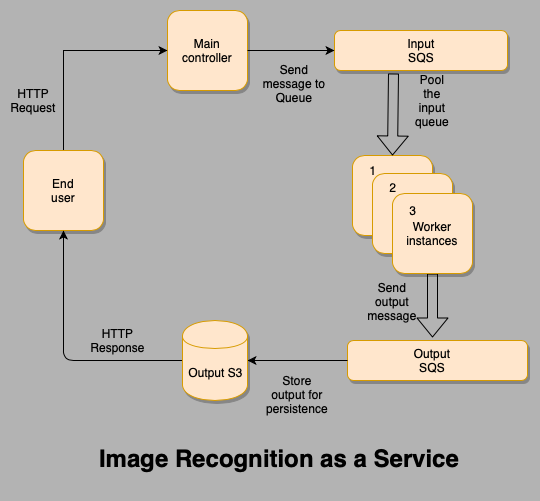 Main
controller
Input
SQS
HTTP
Request
Send
message to
Queue
Pool
the
input
queue
End
user
1
2
3
Worker
instances
Send
output
message
HTTP
Response
Output S3
Output
SQS
Store
output for
persistence
Image Recognition as a Service